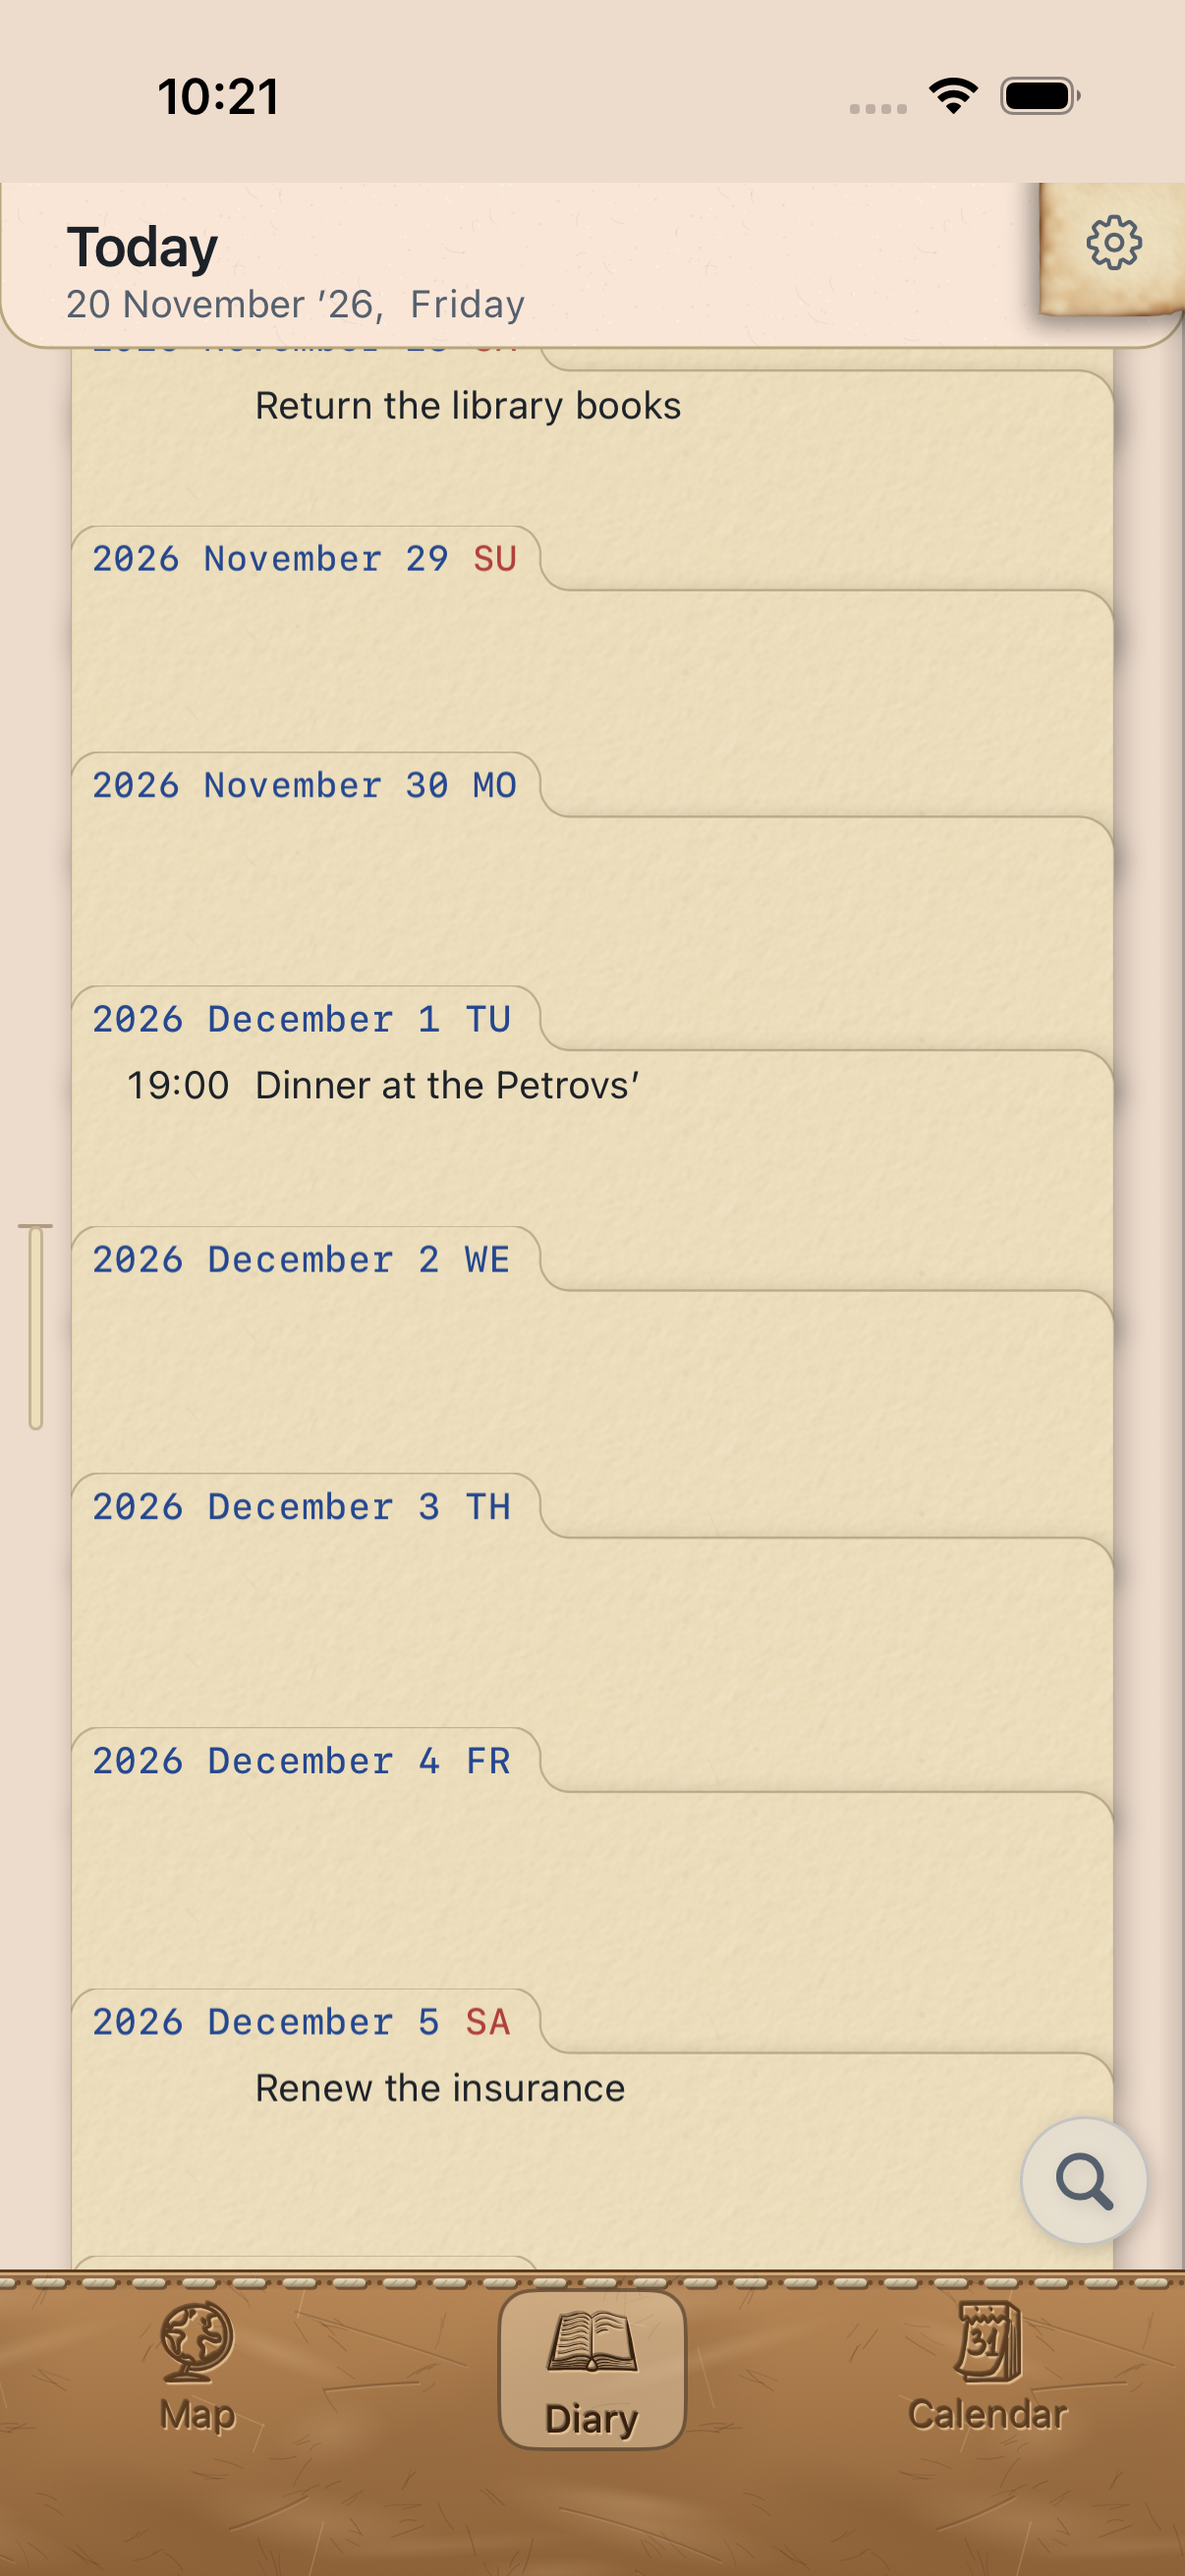 10:21
Today
20 November ’26, Friday
Return the library books
2026 November 29 SU
2026 November 30 MO
2026 December 1 TU
19:00 Dinner at the Petrovs’
2026 December 2 WE
2026 December 3 TH
2026 December 4 FR
2026 December 5 SA
Renew the insurance
31
Map
Diary
Calendar